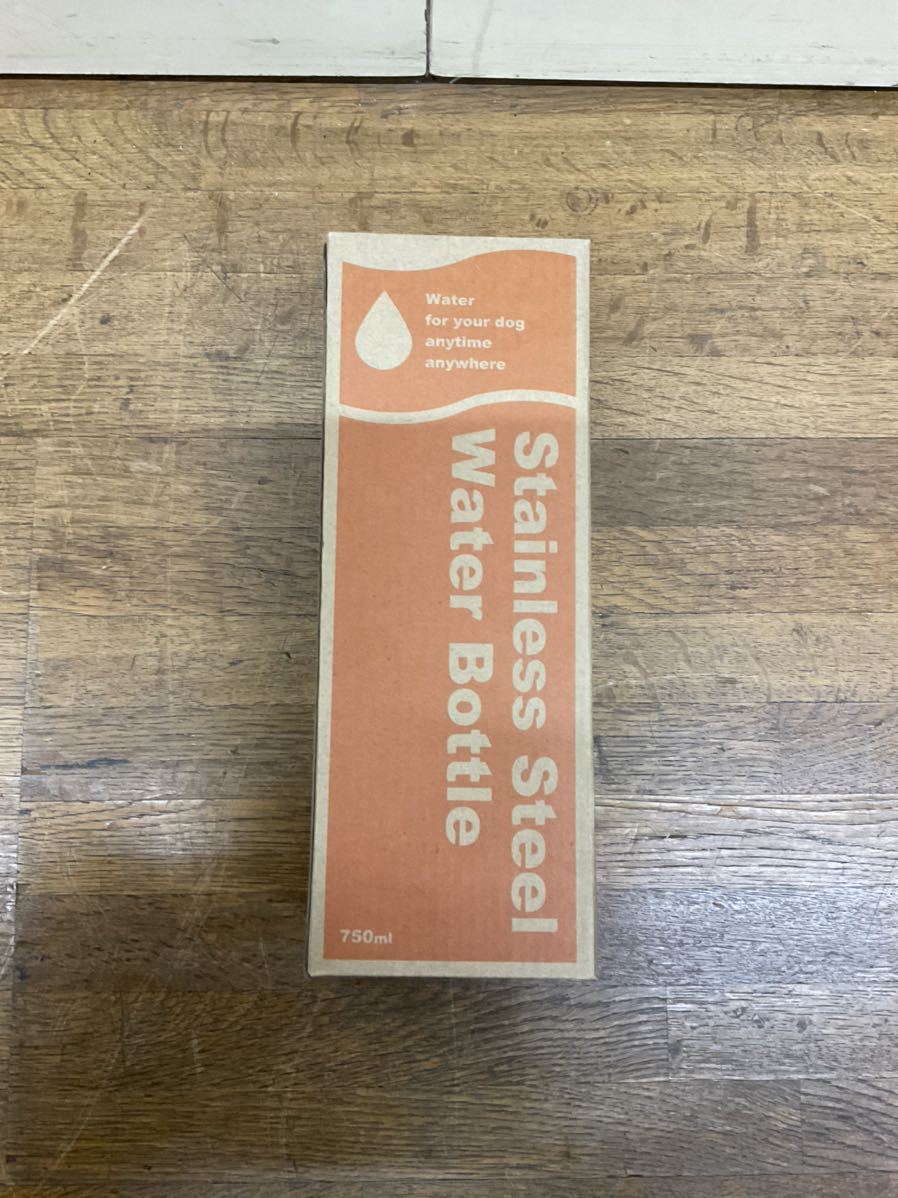 Water
for your dog
anytime
anywhere
Stainless Steel
Water Bottle
750ml